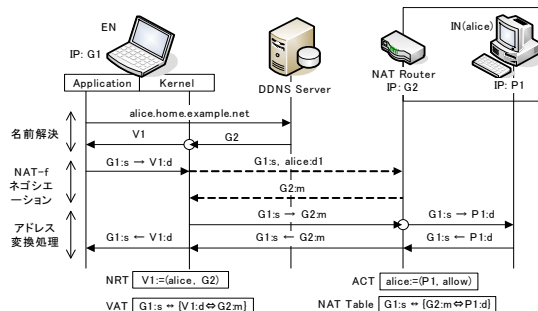 EN
IN(alice)
IP: G1
Application
Kernel
DDNS Server
NAT Router
IP: G2
IP: P1
alice.home.example.net
V1
G2
名前解決
G1:s → V1:d
G1:s, alice:d1
NAT-f
ネゴシエ
ーション
G2:m
G1:s → G2:m
G1:s → P1:d
アドレス
変換処理
G1:s ← V1:d
G1:s ← G2:m
G1:s ← P1:d
NRT V1:=(alice, G2)
ACT alice:=(P1, allow)
VAT G1:s ↔ {V1:d⇔G2:m}
NAT Table G1:s ↔ {G2:m⇔P1:d}